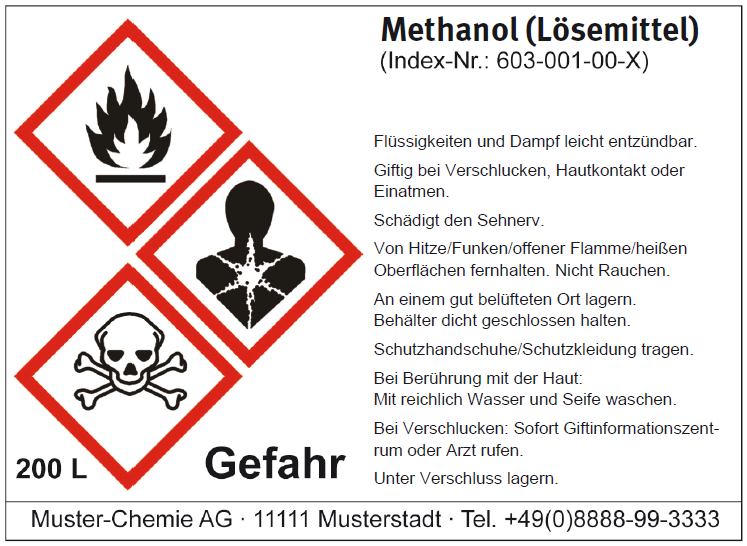 Methanol (Lösemittel)
(Index-Nr.: 603-001-00-X)
Flüssigkeiten und Dampf leicht entzündbar.
Giftig bei Verschlucken, Hautkontakt oder
Einatmen.
Schädigt den Sehnerv.
Von Hitze/Funken/offener Flamme/heißen
Oberflächen fernhalten. Nicht Rauchen.
An einem gut belüfteten Ort lagern.
Behälter dicht geschlossen halten.
Schutzhandschuhe/Schutzkleidung tragen.
Bei Berührung mit der Haut:
Mit reichlich Wasser und Seife waschen.
Bei Verschlucken: Sofort Giftinformationszent-
rum oder Arzt rufen.
Unter Verschluss lagern.
200 L
Gefahr
Muster-Chemie AG · 11111 Musterstadt · Tel. +49(0)8888-99-3333